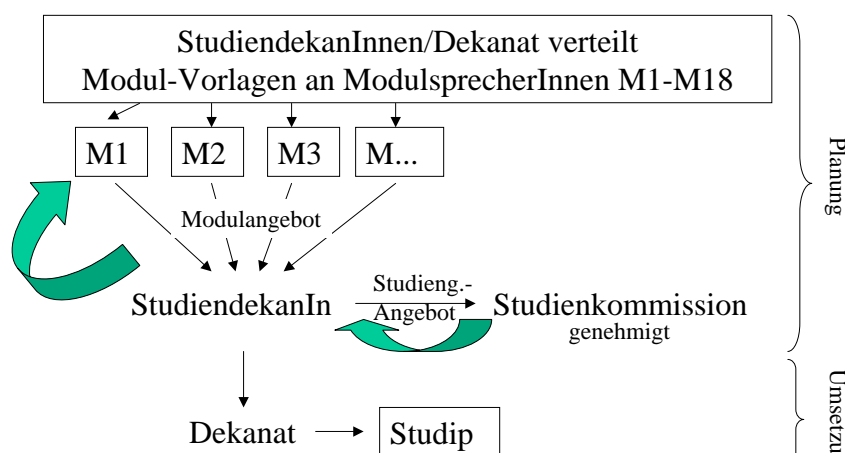 StudiendekanInnen/Dekanat verteilt
Modul-Vorlagen an ModulsprecherInnen M1-M18
M1 M2 M3 M...
Modulangebot
Planung
StudiendekanIn
Studieng.-
Angebot
Studienkommission
genehmigt
Dekanat
Studip
Umsetzu